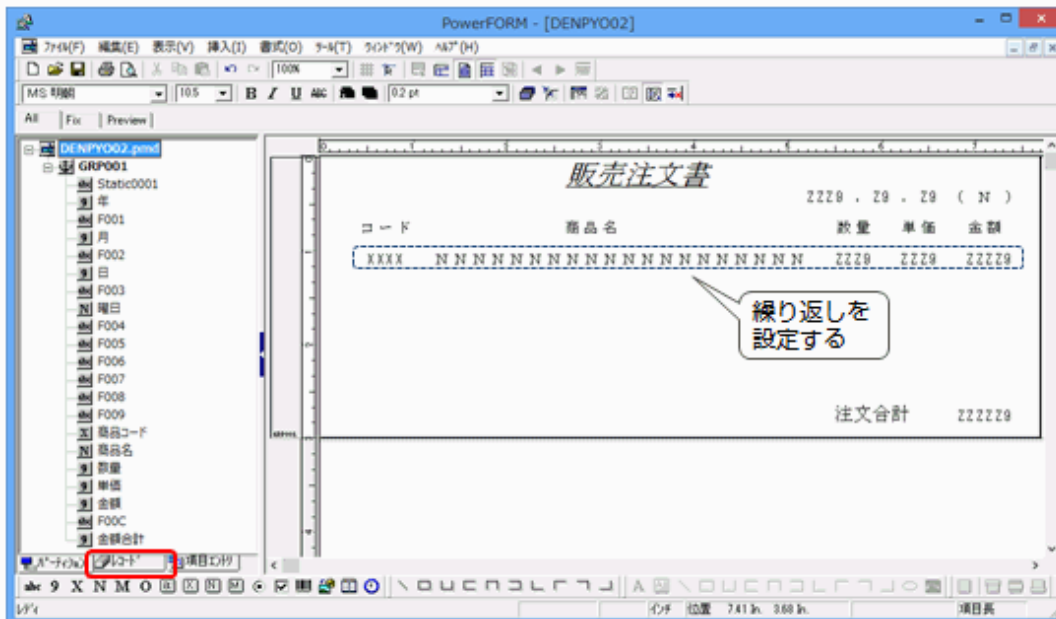 PowerFORM - [DENPYO02]
ファイル(F) 編集(E) 表示(V) 挿入(I) 書式(O) ツール(T) ウィンドウ(W) ヘルプ(H)
100%
MS 明朝 10.5 B I U ABC 0.2 pt
All Fix Preview
DENPYO02.pmd
GRP001
Static0001
年
F001
月
F002
日
F003
曜日
F004
F005
F006
F007
F008
F009
商品コード
商品名
数量
単価
金額
F00C
金額合計
販売注文書
ZZZ9 . Z9 . Z9 ( N )
コード 商品名 数量 単価 金額
XXXX NNNNNNNNNNNNNNNNNNNN ZZZ9 ZZZ9 ZZZZ9
繰り返しを
設定する
注文合計 ZZZZZ9
パーティション レコード 項目エントリ
abc 9 X N M O
レディ インチ 位置 7.41 in. 3.68 in. 項目長